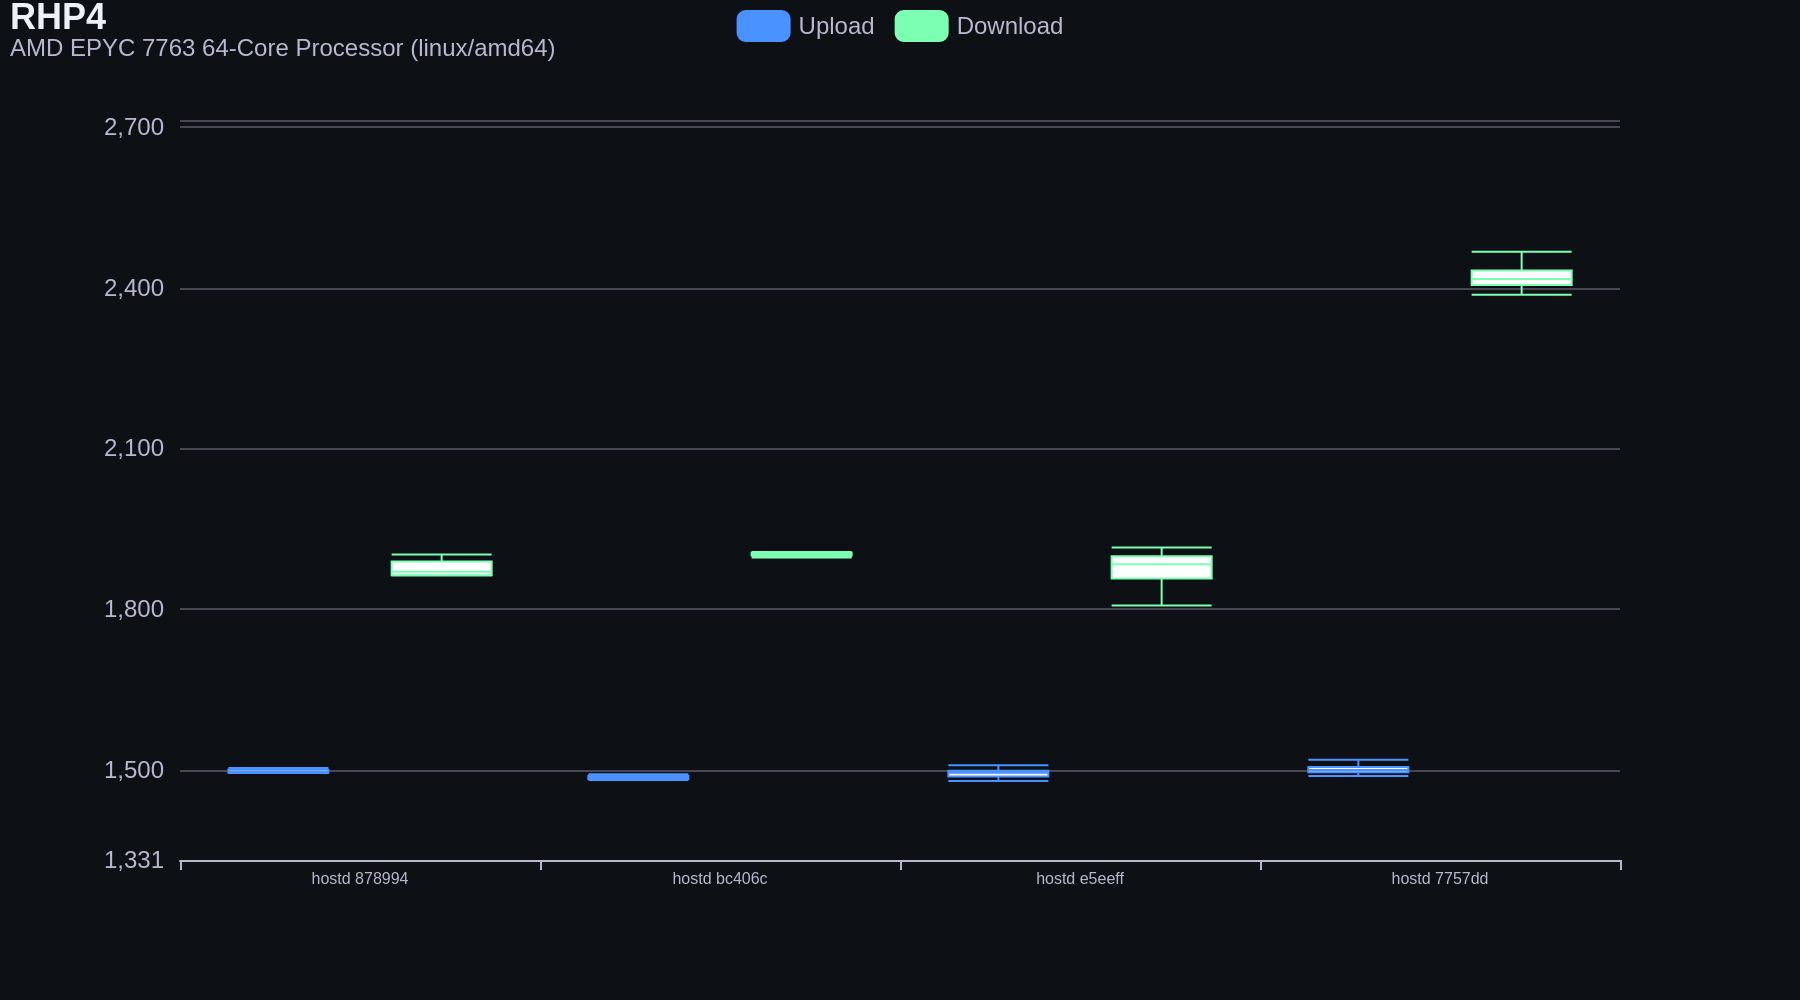 RHP4
AMD EPYC 7763 64-Core Processor (linux/amd64)
Upload
Download
2,700
2,400
2,100
1,800
1,500
1,331
hostd 878994
hostd bc406c
hostd e5eeff
hostd 7757dd